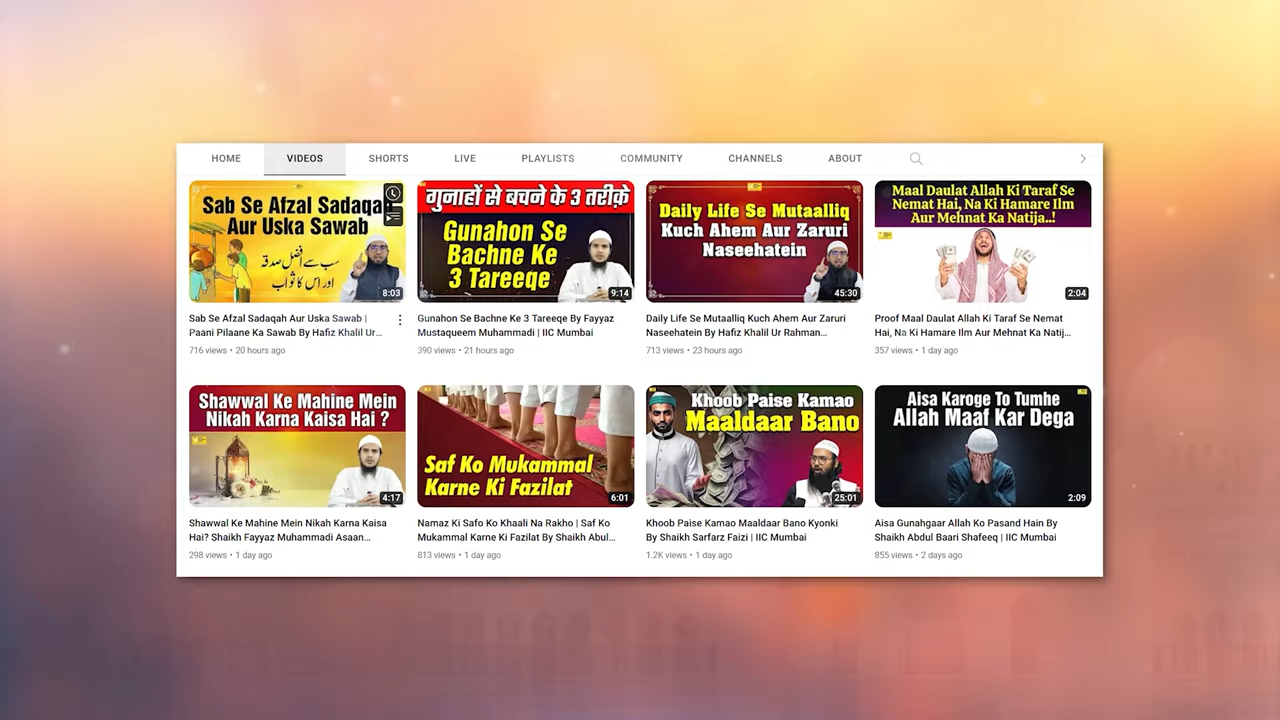 HOME VIDEOS SHORTS LIVE PLAYLISTS COMMUNITY CHANNELS ABOUT
Sab Se Afzal Sadaqah
Aur Uska Sawab
سب سے افضل صدقہ
اور اس کا ثواب
8:03
Sab Se Afzal Sadaqah Aur Uska Sawab |
Paani Pilaane Ka Sawab By Hafiz Khalil Ur...
716 views • 20 hours ago
गुनाहों से बचने के 3 तरीक़े
Gunahon Se
Bachne Ke
3 Tareeqe
9:14
Gunahon Se Bachne Ke 3 Tareeqe By Fayyaz
Mustaqueem Muhammadi | IIC Mumbai
390 views • 21 hours ago
Daily Life Se Mutaalliq
Kuch Ahem Aur Zaruri
Naseehatein
45:30
Daily Life Se Mutaalliq Kuch Ahem Aur Zaruri
Naseehatein By Hafiz Khalil Ur Rahman...
713 views • 23 hours ago
Maal Daulat Allah Ki Taraf Se
Nemat Hai, Na Ki Hamare Ilm
Aur Mehnat Ka Natija..!
2:04
Proof Maal Daulat Allah Ki Taraf Se Nemat
Hai, Na Ki Hamare Ilm Aur Mehnat Ka Natij...
357 views • 1 day ago
Shawwal Ke Mahine Mein
Nikah Karna Kaisa Hai ?
4:17
Shawwal Ke Mahine Mein Nikah Karna Kaisa
Hai? Shaikh Fayyaz Muhammadi Asaan...
298 views • 1 day ago
Saf Ko Mukammal
Karne Ki Fazilat
6:01
Namaz Ki Safo Ko Khaali Na Rakho | Saf Ko
Mukammal Karne Ki Fazilat By Shaikh Abul...
813 views • 1 day ago
Khoob Paise Kamao
Maaldaar Bano
25:01
Khoob Paise Kamao Maaldaar Bano Kyonki
By Shaikh Sarfarz Faizi | IIC Mumbai
1.2K views • 1 day ago
Aisa Karoge To Tumhe
Allah Maaf Kar Dega
2:09
Aisa Gunahgaar Allah Ko Pasand Hain By
Shaikh Abdul Baari Shafeeq | IIC Mumbai
855 views • 2 days ago